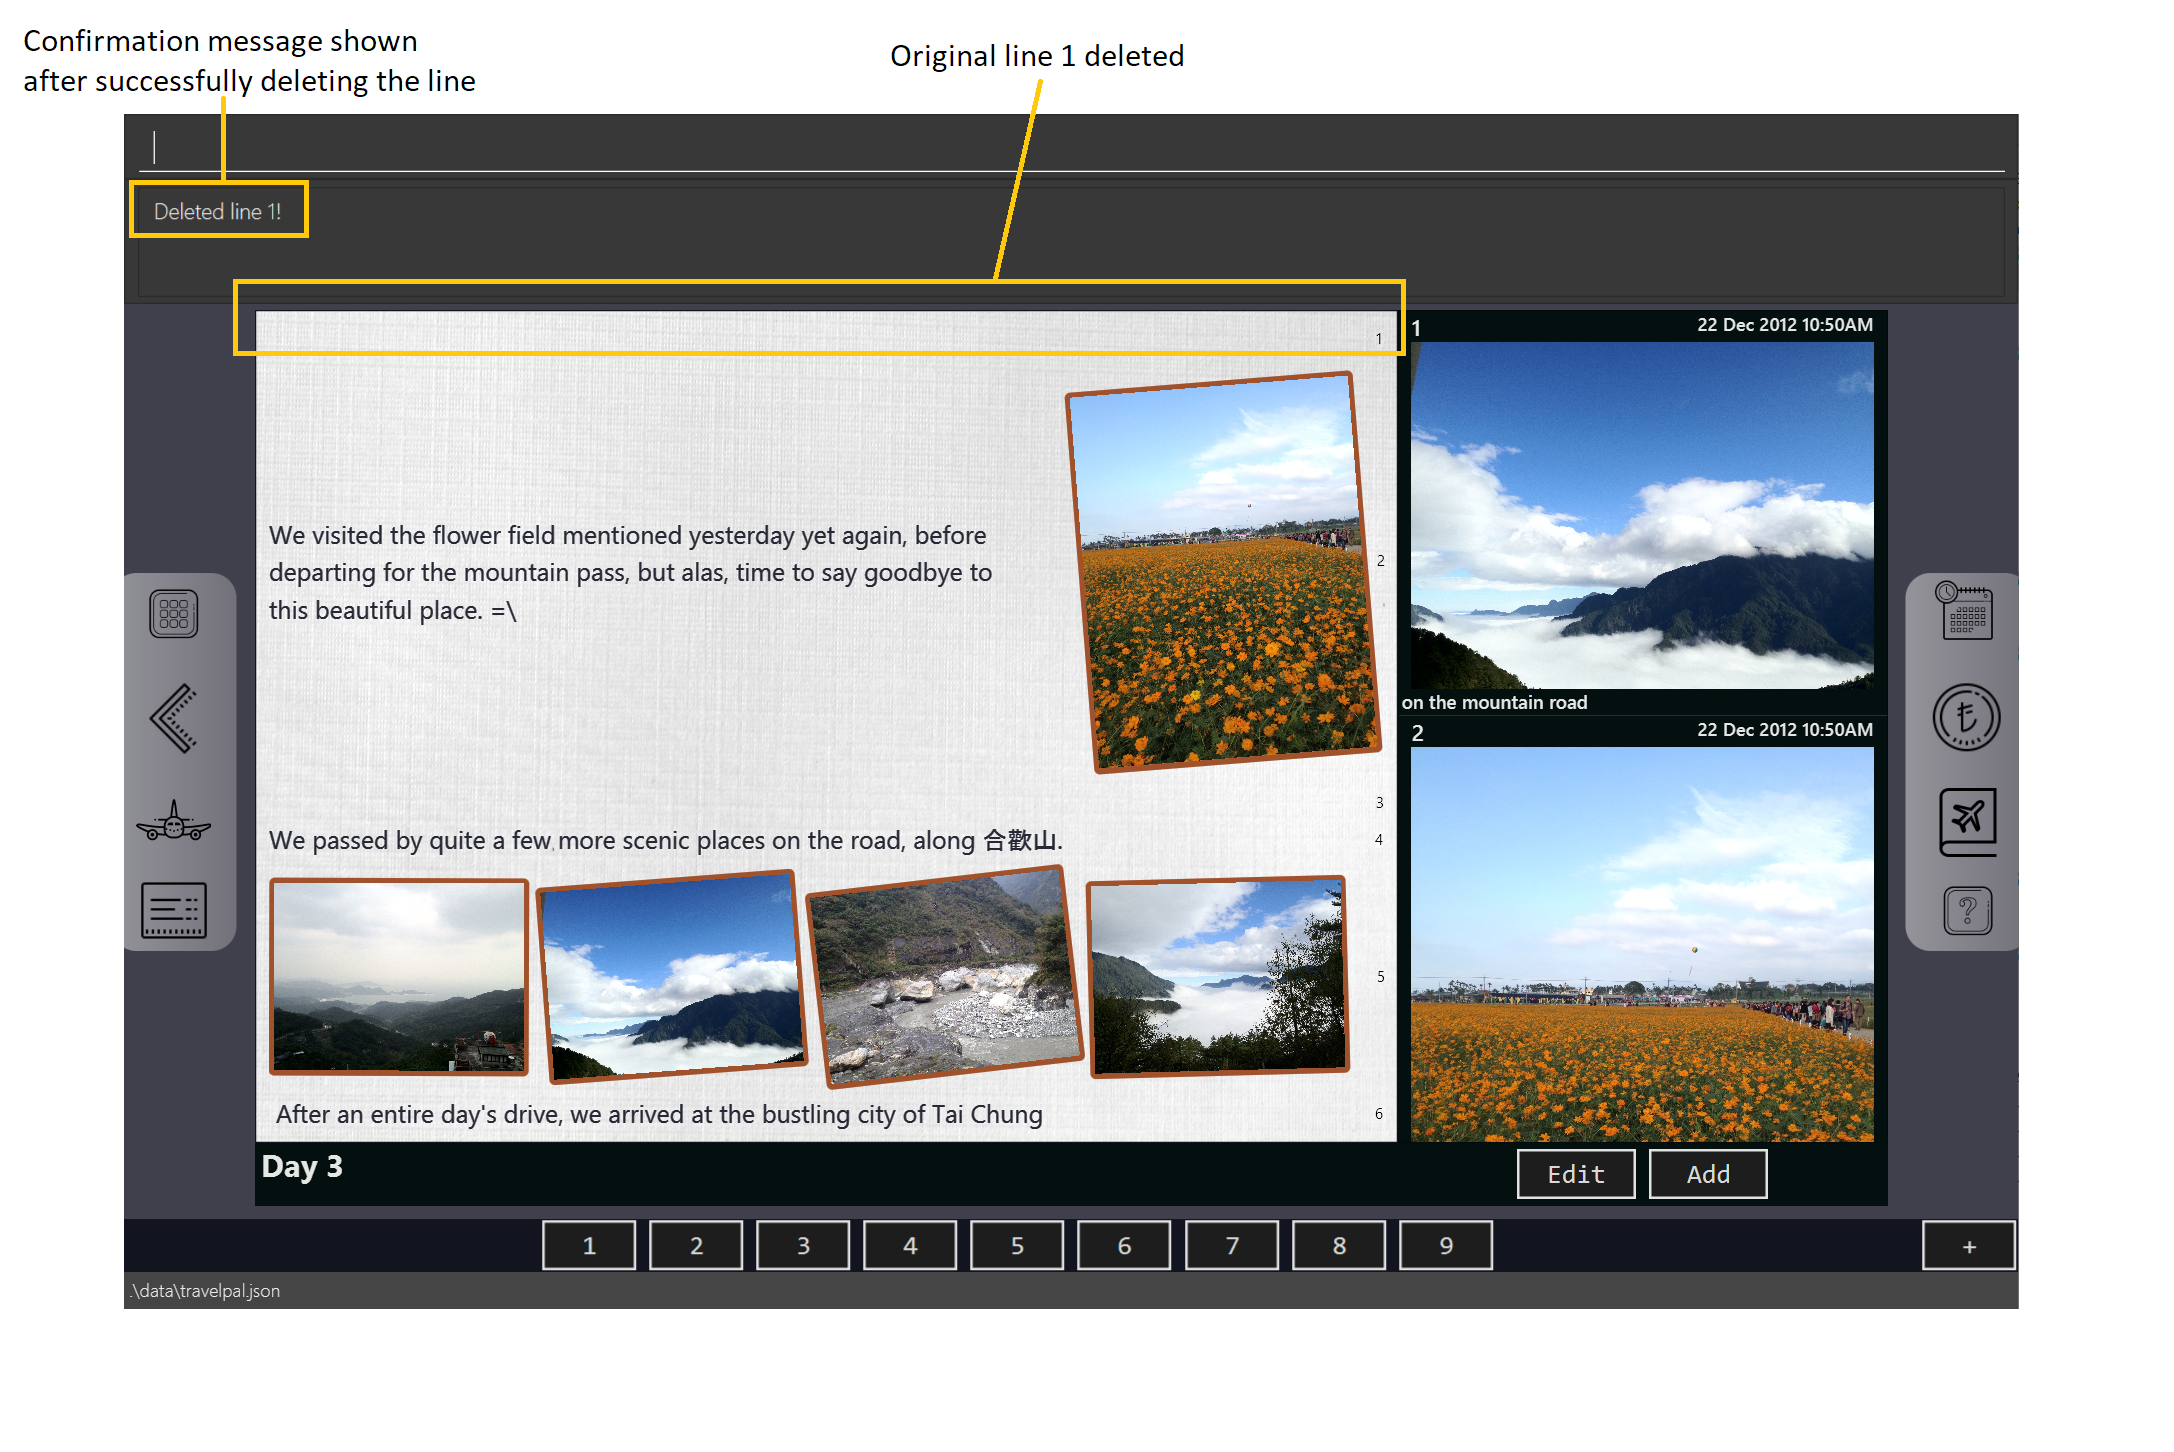 Confirmation message shown
after successfully deleting the line
Original line 1 deleted
Deleted line 1!
1
We visited the flower field mentioned yesterday yet again, before
departing for the mountain pass, but alas, time to say goodbye to
this beautiful place. =\
2
3
We passed by quite a few more scenic places on the road, along 合歡山.
4
5
After an entire day's drive, we arrived at the bustling city of Tai Chung
6
1
22 Dec 2012 10:50AM
on the mountain road
2
22 Dec 2012 10:50AM
?
Day 3
Edit
Add
1
2
3
4
5
6
7
8
9
+
.\data\travelpal.json